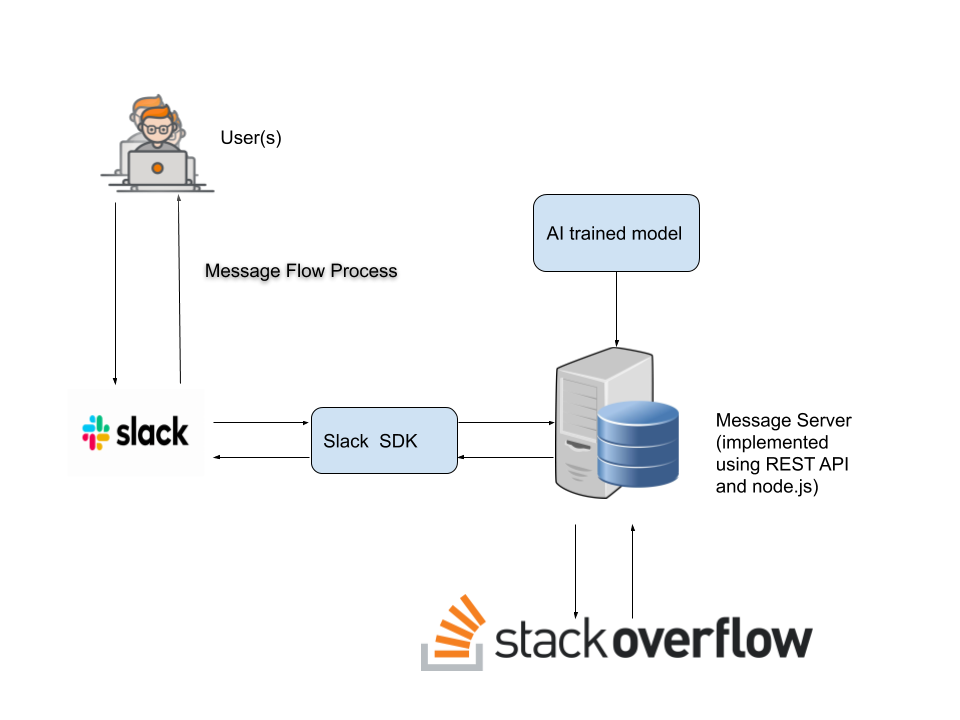 User(s)
AI trained model
Message Flow Process
slack
Slack  SDK
Message Server
(implemented
using REST API
and node.js)
stackoverflow